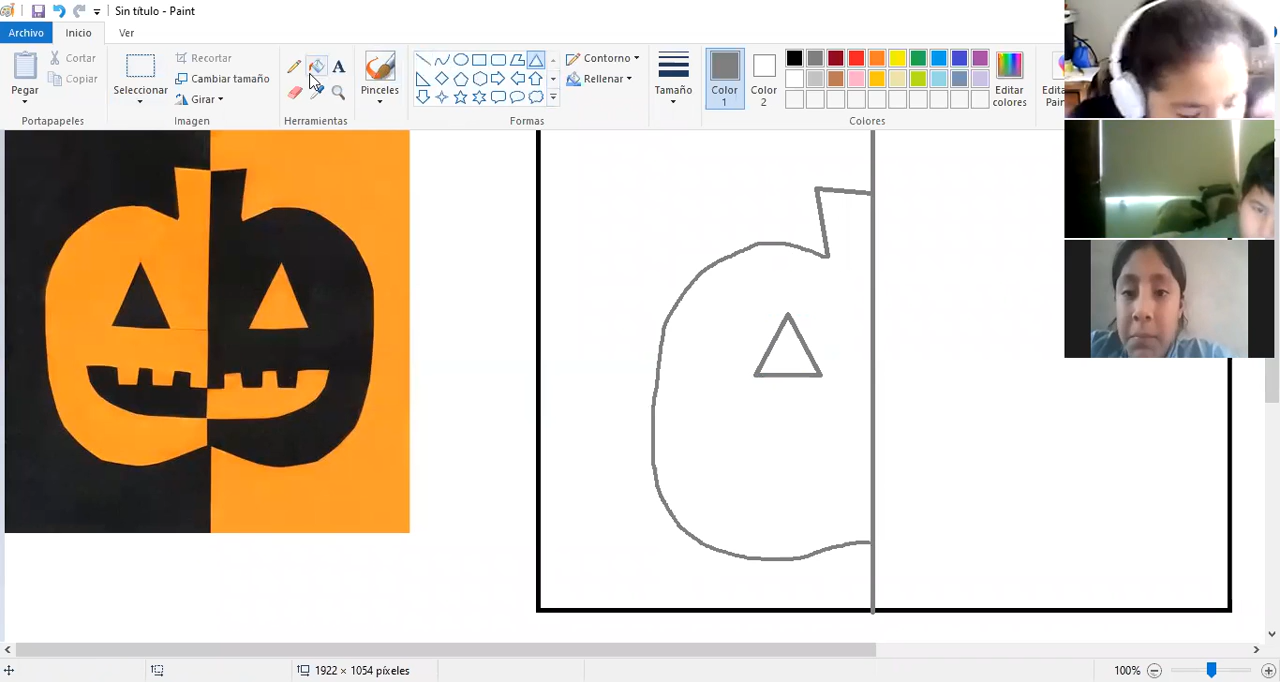 Sin título - Paint
Archivo Inicio Ver
Pegar
Cortar
Copiar
Portapapeles
Seleccionar
Recortar
Cambiar tamaño
Girar
Imagen
A
Herramientas
Pinceles
Contorno
Rellenar
Formas
Tamaño
Color 1
Color 2
Editar colores
Colores
1922 × 1054 píxeles
100%